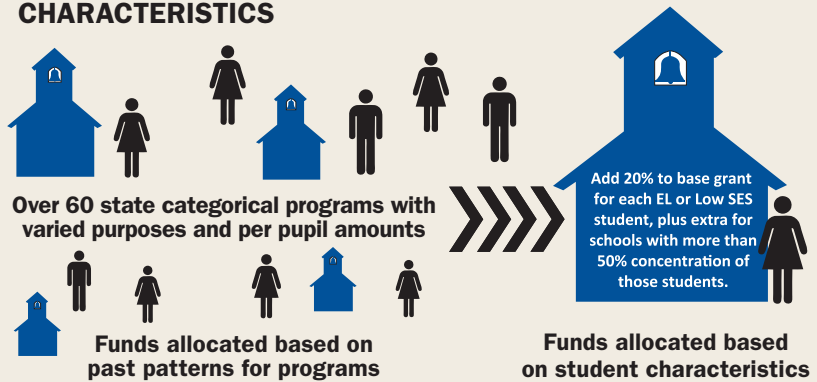 CHARACTERISTICS
Over 60 state categorical programs with
varied purposes and per pupil amounts
Funds allocated based on
past patterns for programs
Add 20% to base grant
for each EL or Low SES
student, plus extra for
schools with more than
50% concentration of
those students.
Funds allocated based
on student characteristics